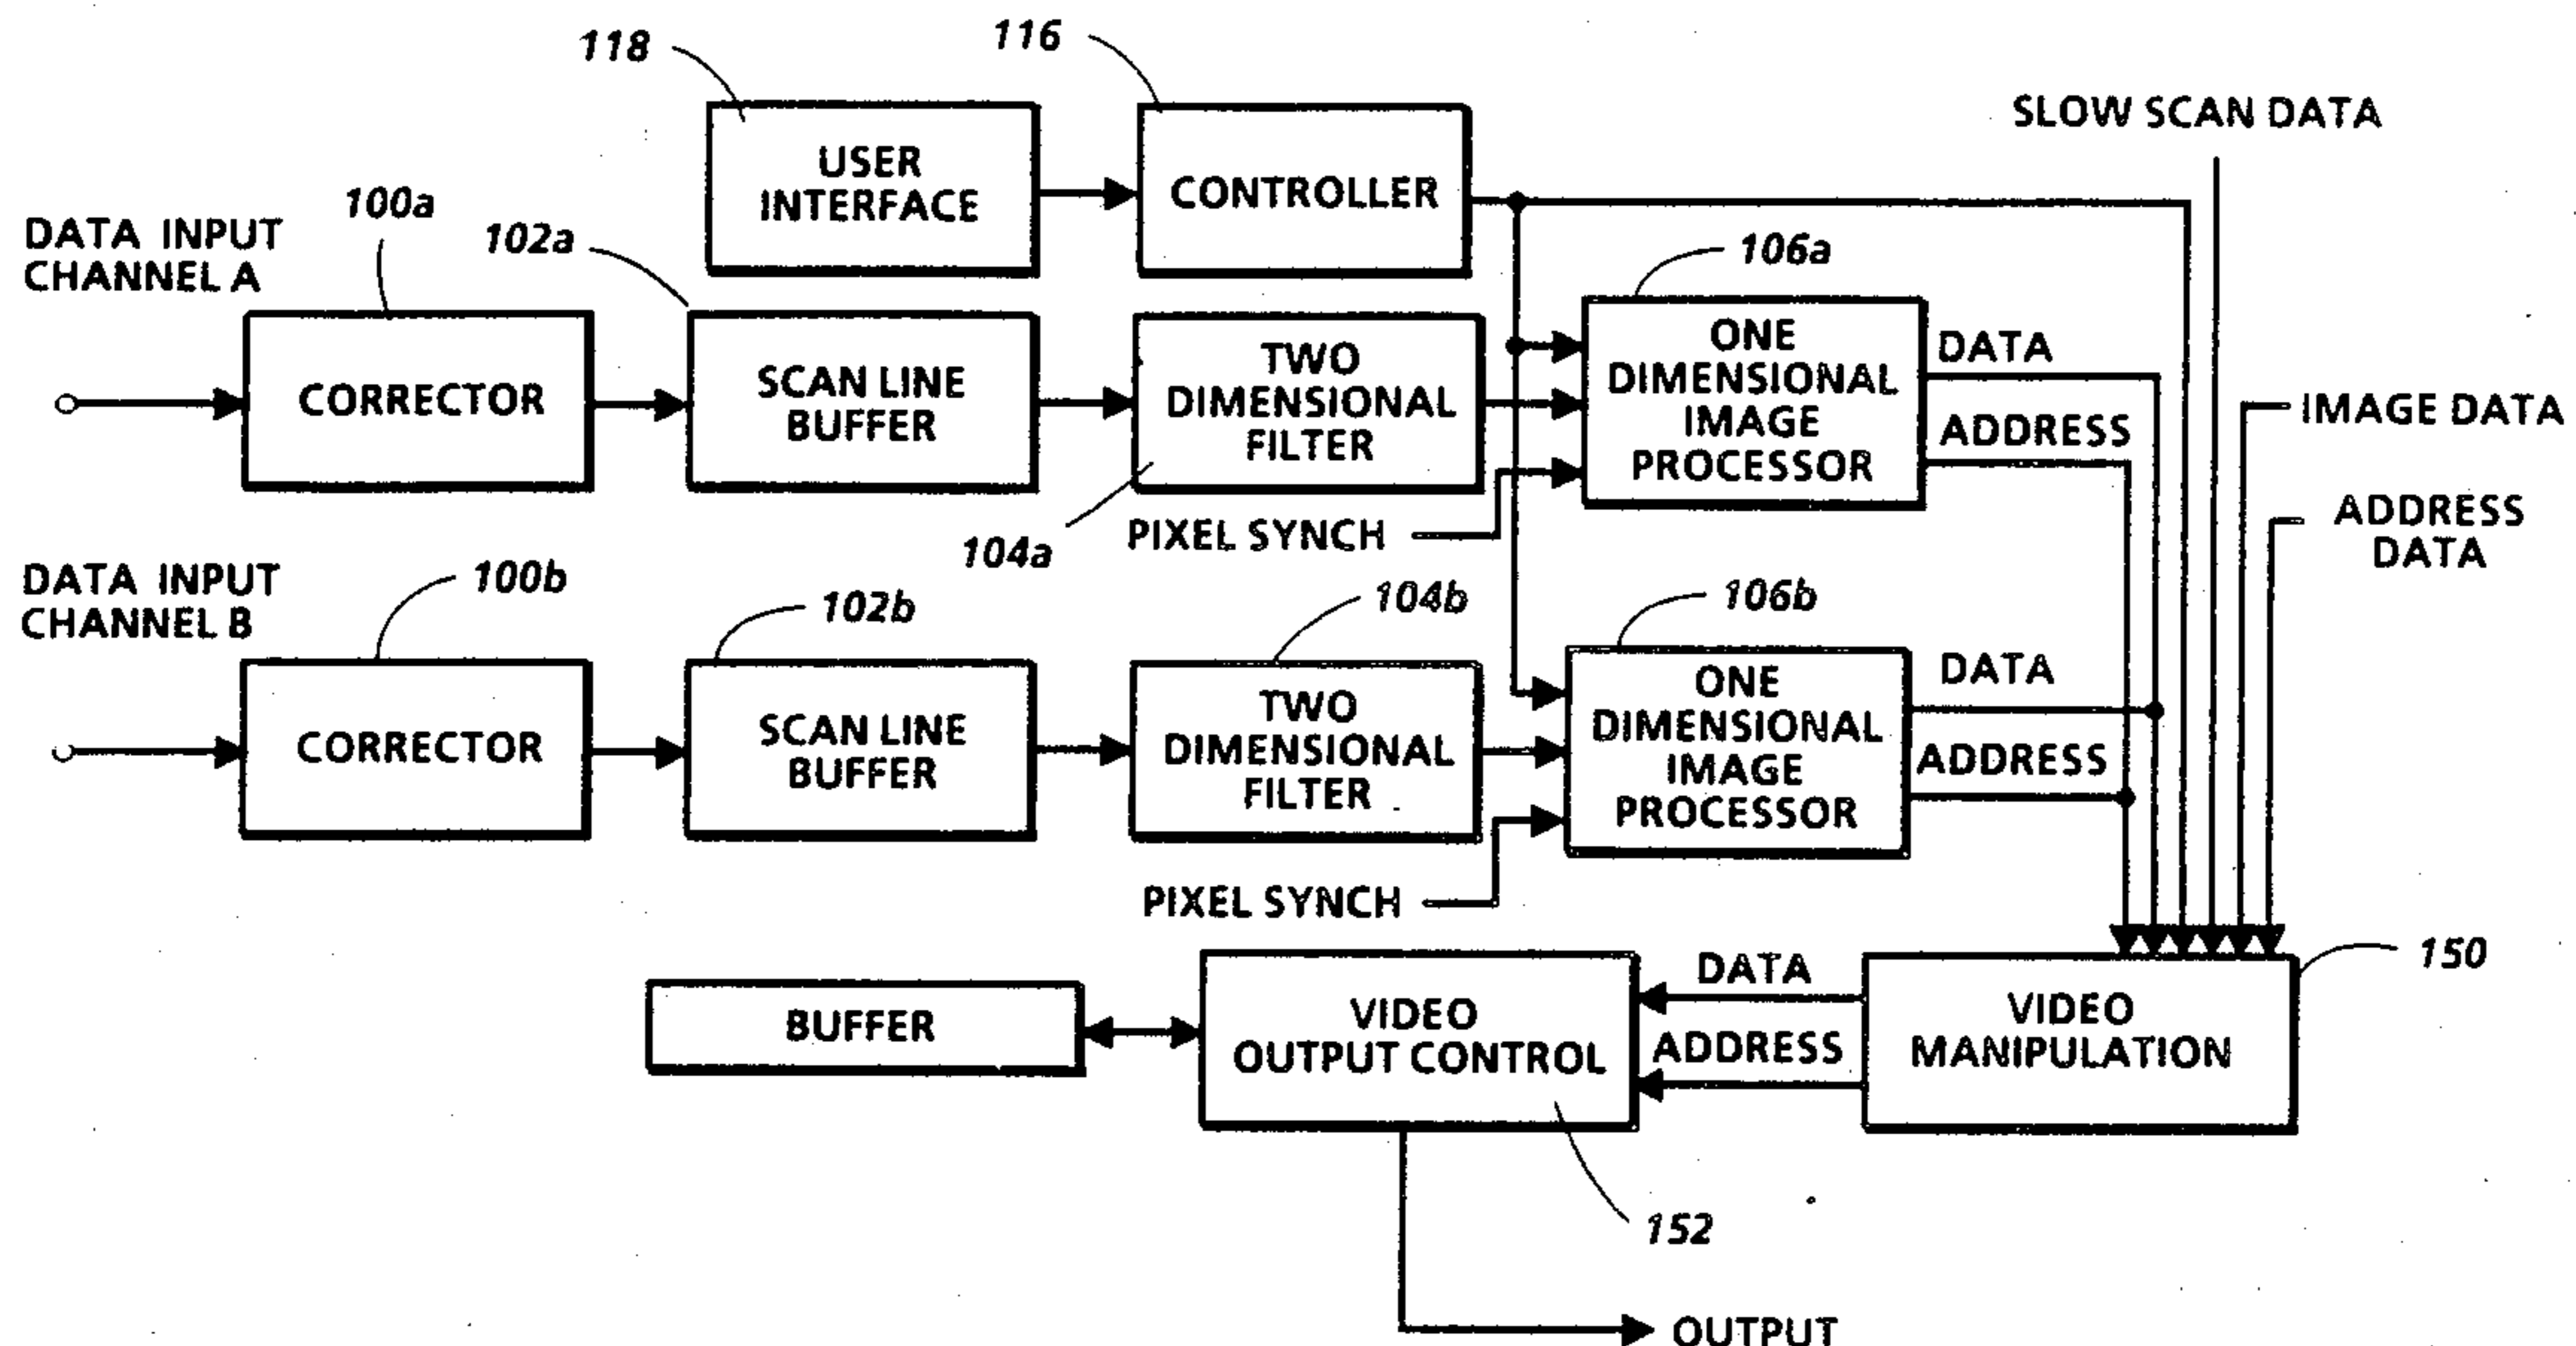 118
116
SLOW SCAN DATA
USER
INTERFACE
CONTROLLER
DATA INPUT
CHANNEL A
100a
102a
106a
CORRECTOR
SCAN LINE
BUFFER
TWO
DIMENSIONAL
FILTER
ONE
DIMENSIONAL
IMAGE
PROCESSOR
DATA
ADDRESS
IMAGE DATA
ADDRESS
DATA
104a
PIXEL SYNCH
DATA INPUT
CHANNEL B
100b
102b
104b
106b
CORRECTOR
SCAN LINE
BUFFER
TWO
DIMENSIONAL
FILTER
ONE
DIMENSIONAL
IMAGE
PROCESSOR
DATA
ADDRESS
PIXEL SYNCH
BUFFER
VIDEO
OUTPUT CONTROL
DATA
ADDRESS
VIDEO
MANIPULATION
150
152
OUTPUT